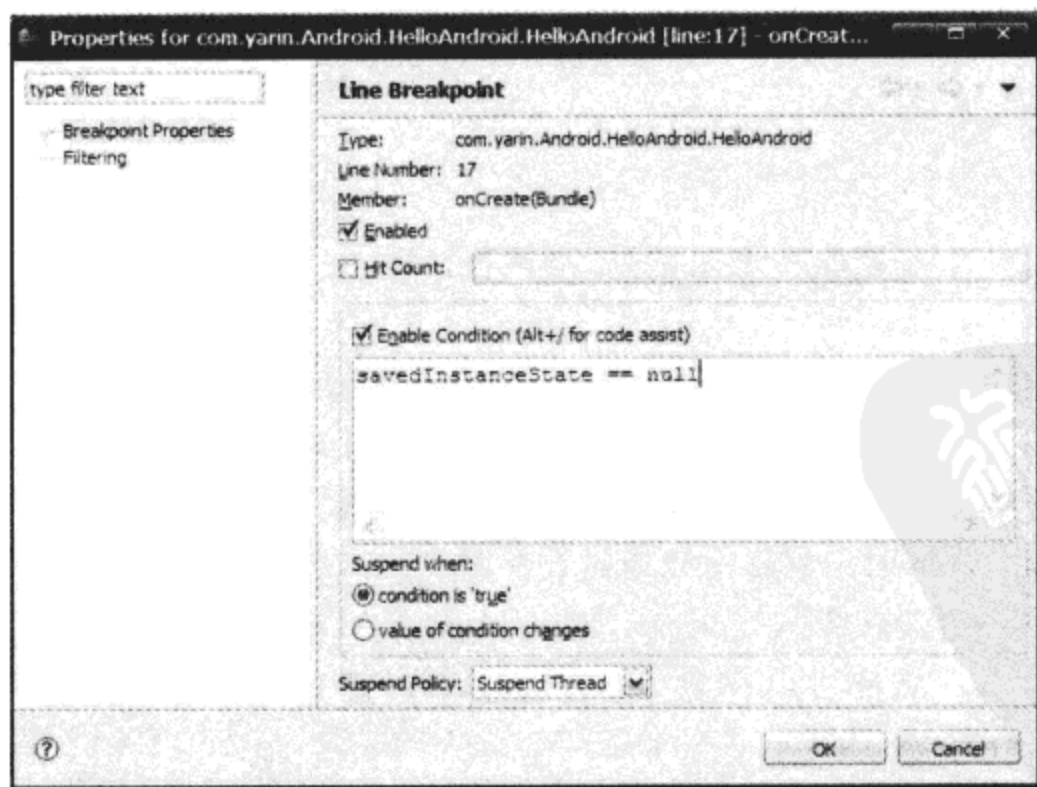 Properties for com.yarin.Android.HelloAndroid.HelloAndroid [line:17] - onCreat...
type filter text
Breakpoint Properties
Filtering
Line Breakpoint
Type: com.yarin.Android.HelloAndroid.HelloAndroid
Line Number: 17
Member: onCreate(Bundle)
Enabled
Hit Count:
Enable Condition (Alt+/ for code assist)
savedInstanceState == null
Suspend when:
condition is 'true'
value of condition changes
Suspend Policy: Suspend Thread
OK Cancel